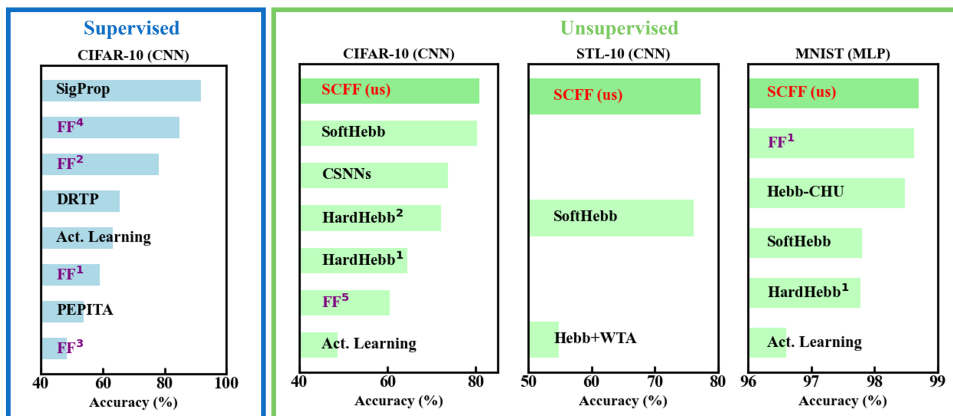 Supervised
CIFAR-10 (CNN)
SigProp
FF⁴
FF²
DRTP
Act. Learning
FF¹
PEPITA
FF³
40 60 80 100
Accuracy (%)
Unsupervised
CIFAR-10 (CNN)
SCFF (us)
SoftHebb
CSNNs
HardHebb²
HardHebb¹
FF⁵
Act. Learning
40 60 80
Accuracy (%)
STL-10 (CNN)
SCFF (us)
SoftHebb
Hebb+WTA
50 60 70 80
Accuracy (%)
MNIST (MLP)
SCFF (us)
FF¹
Hebb-CHU
SoftHebb
HardHebb¹
Act. Learning
96 97 98 99
Accuracy (%)